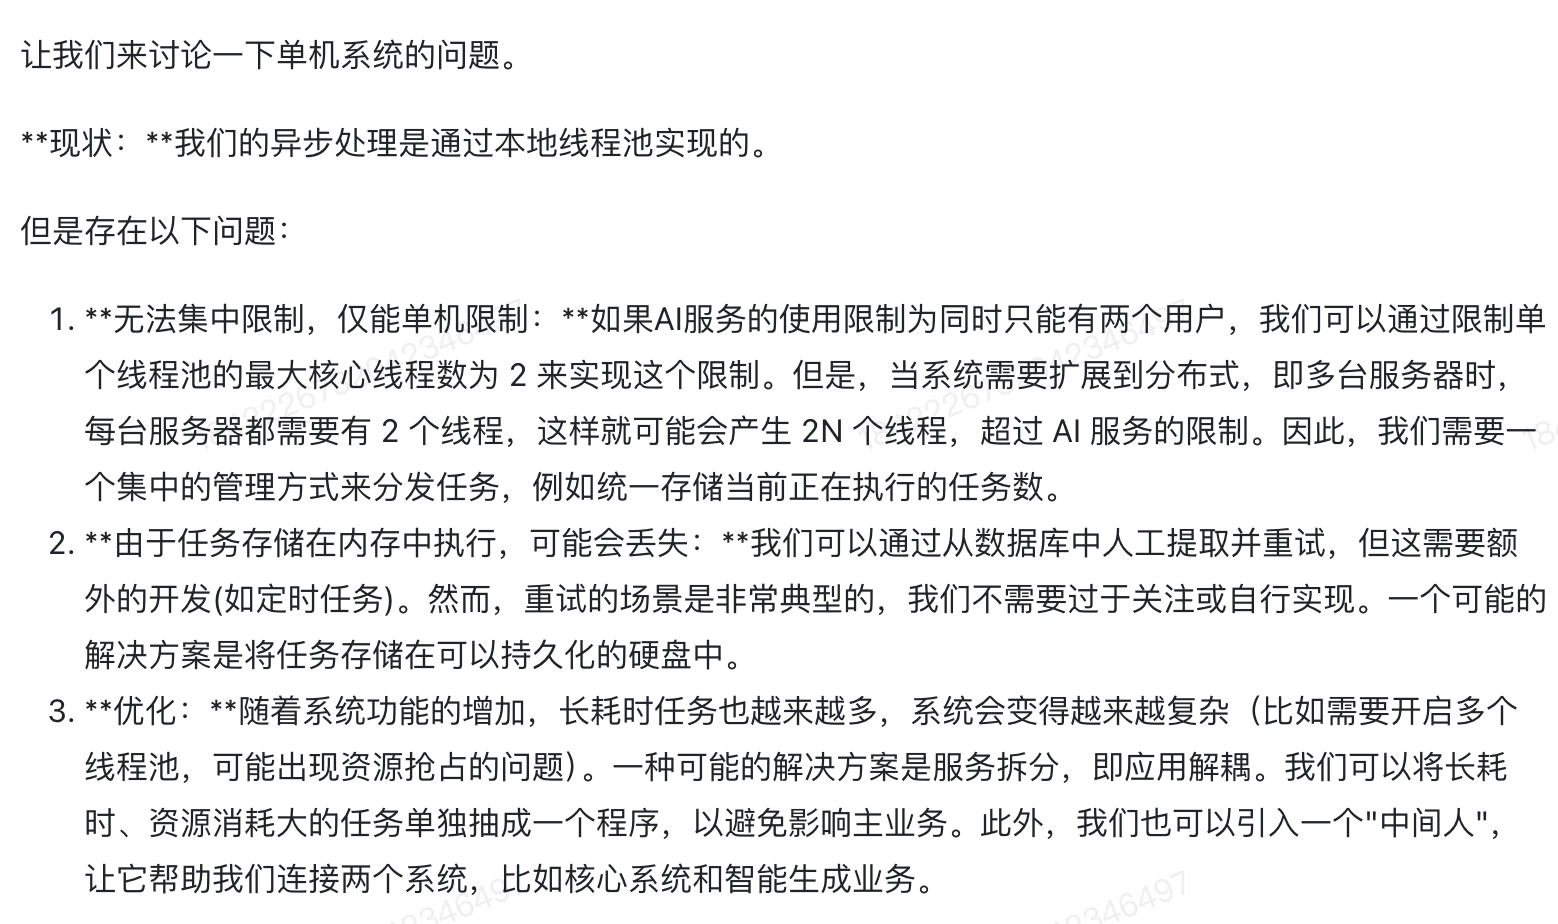 让我们来讨论一下单机系统的问题。
**现状：**我们的异步处理是通过本地线程池实现的。
但是存在以下问题：
1. **无法集中限制，仅能单机限制：**如果AI服务的使用限制为同时只能有两个用户，我们可以通过限制单
个线程池的最大核心线程数为 2 来实现这个限制。但是，当系统需要扩展到分布式，即多台服务器时，
每台服务器都需要有 2 个线程，这样就可能会产生 2N 个线程，超过 AI 服务的限制。因此，我们需要一
个集中的管理方式来分发任务，例如统一存储当前正在执行的任务数。
2. **由于任务存储在内存中执行，可能会丢失：**我们可以通过从数据库中人工提取并重试，但这需要额
外的开发(如定时任务)。然而，重试的场景是非常典型的，我们不需要过于关注或自行实现。一个可能的
解决方案是将任务存储在可以持久化的硬盘中。
3. **优化：**随着系统功能的增加，长耗时任务也越来越多，系统会变得越来越复杂（比如需要开启多个
线程池，可能出现资源抢占的问题）。一种可能的解决方案是服务拆分，即应用解耦。我们可以将长耗
时、资源消耗大的任务单独抽成一个程序，以避免影响主业务。此外，我们也可以引入一个"中间人"，
让它帮助我们连接两个系统，比如核心系统和智能生成业务。